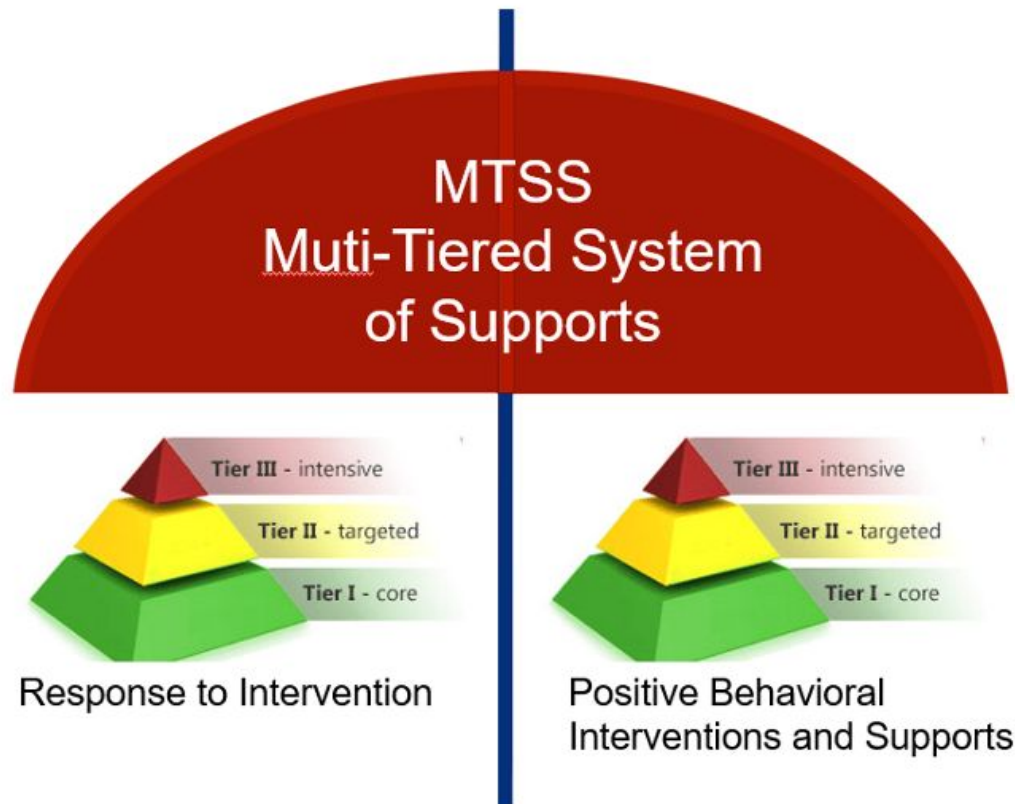 MTSS
Muti-Tiered System
of Supports
Tier III - intensive
Tier II - targeted
Tier I - core
Response to Intervention
Tier III - intensive
Tier II - targeted
Tier I - core
Positive Behavioral
Interventions and Supports